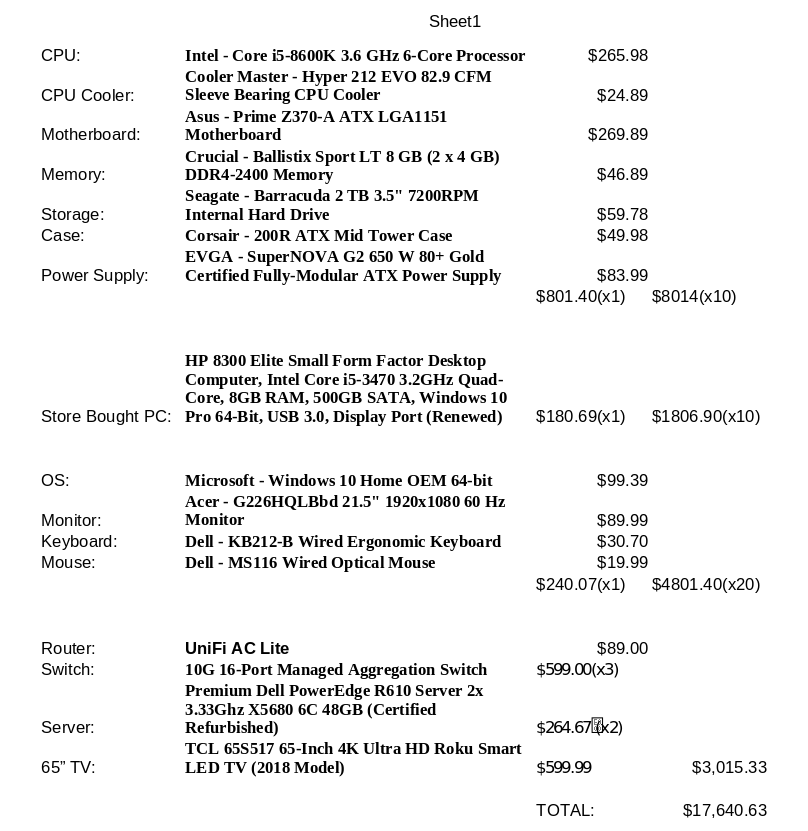 Sheet1
CPU: Intel - Core i5-8600K 3.6 GHz 6-Core Processor $265.98
Cooler Master - Hyper 212 EVO 82.9 CFM
CPU Cooler: Sleeve Bearing CPU Cooler $24.89
Asus - Prime Z370-A ATX LGA1151
Motherboard: Motherboard $269.89
Crucial - Ballistix Sport LT 8 GB (2 x 4 GB)
Memory: DDR4-2400 Memory $46.89
Seagate - Barracuda 2 TB 3.5" 7200RPM
Storage: Internal Hard Drive $59.78
Case: Corsair - 200R ATX Mid Tower Case $49.98
EVGA - SuperNOVA G2 650 W 80+ Gold
Power Supply: Certified Fully-Modular ATX Power Supply $83.99
$801.40(x1) $8014(x10)
HP 8300 Elite Small Form Factor Desktop
Computer, Intel Core i5-3470 3.2GHz Quad-
Core, 8GB RAM, 500GB SATA, Windows 10
Store Bought PC: Pro 64-Bit, USB 3.0, Display Port (Renewed) $180.69(x1) $1806.90(x10)
OS: Microsoft - Windows 10 Home OEM 64-bit $99.39
Acer - G226HQLBbd 21.5" 1920x1080 60 Hz
Monitor: Monitor $89.99
Keyboard: Dell - KB212-B Wired Ergonomic Keyboard $30.70
Mouse: Dell - MS116 Wired Optical Mouse $19.99
$240.07(x1) $4801.40(x20)
Router: UniFi AC Lite $89.00
Switch: 10G 16-Port Managed Aggregation Switch $599.00(x3)
Premium Dell PowerEdge R610 Server 2x
3.33Ghz X5680 6C 48GB (Certified
Server: Refurbished) $264.67(x2)
TCL 65S517 65-Inch 4K Ultra HD Roku Smart
65” TV: LED TV (2018 Model) $599.99 $3,015.33
TOTAL: $17,640.63